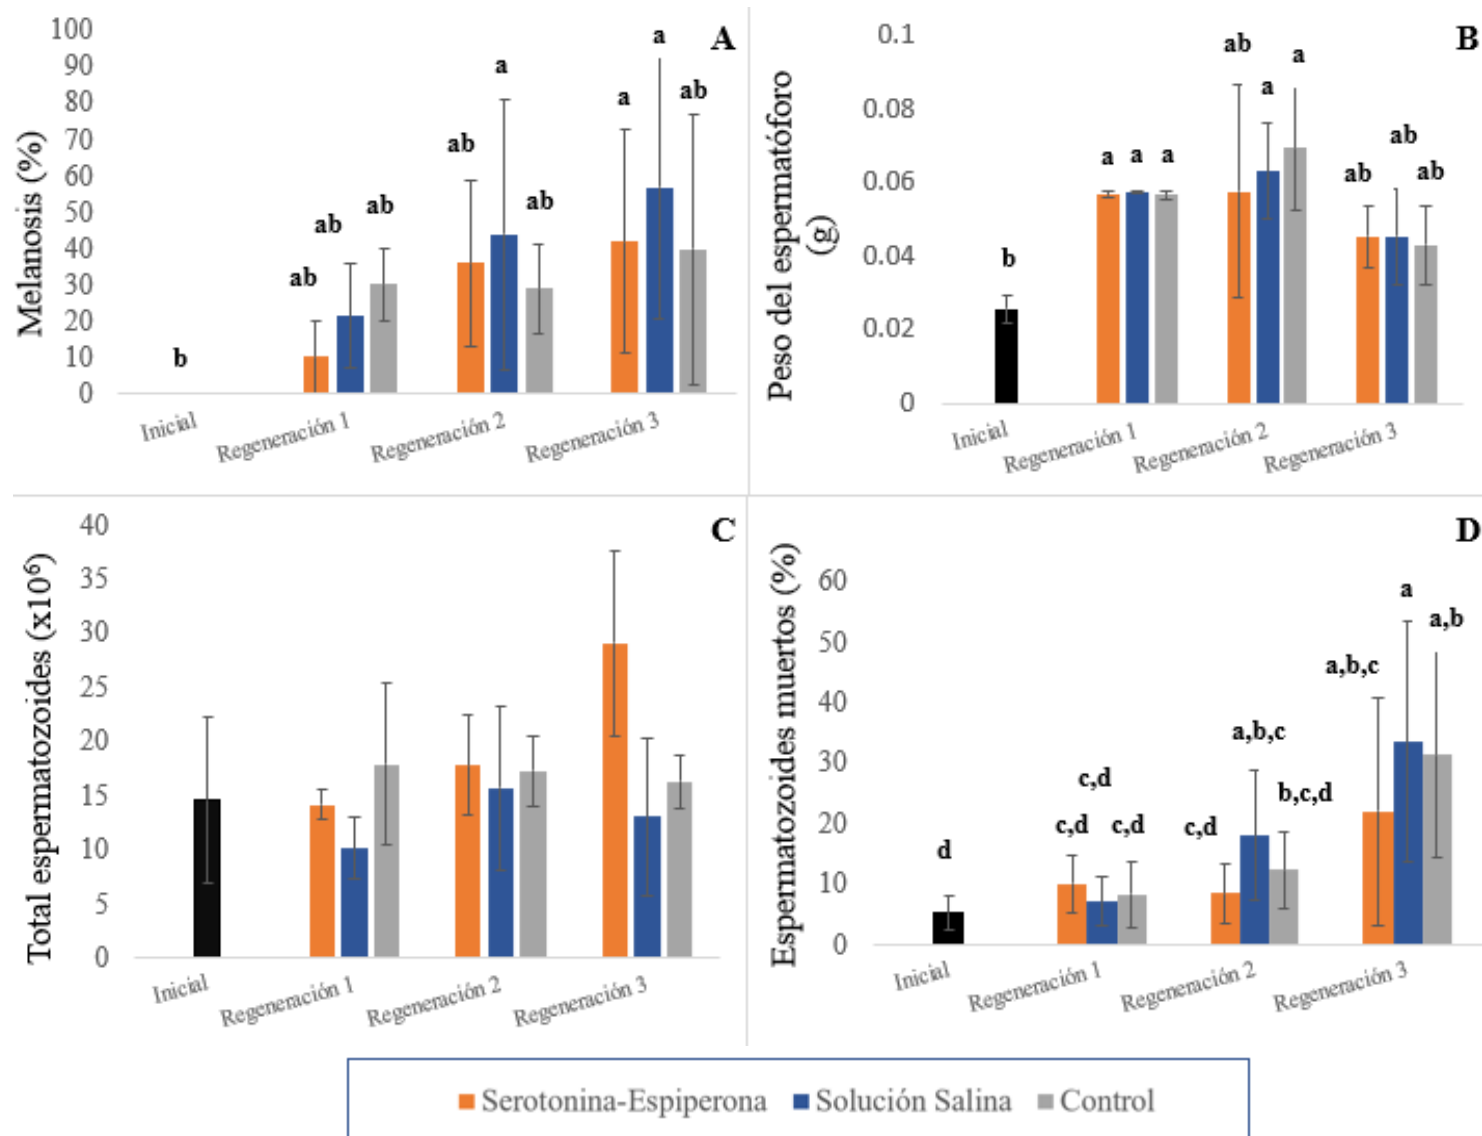 A
Melanosis (%)
100
90
80
70
60
50
40
30
20
10
0
b
ab
ab
ab
ab
a
ab
a
a
ab
Inicial
Regeneración 1
Regeneración 2
Regeneración 3
B
Peso del espermatóforo
(g)
0.1
0.08
0.06
0.04
0.02
0
b
a
a
a
ab
a
a
ab
ab
ab
Inicial
Regeneración 1
Regeneración 2
Regeneración 3
C
Total espermatozoides (x10⁶)
40
35
30
25
20
15
10
5
0
Inicial
Regeneración 1
Regeneración 2
Regeneración 3
D
Espermatozoides muertos (%)
60
50
40
30
20
10
0
d
c,d
c,d
c,d
c,d
a,b,c
b,c,d
a,b,c
a
a,b
Inicial
Regeneración 1
Regeneración 2
Regeneración 3
Serotonina-Espiperona Solución Salina Control